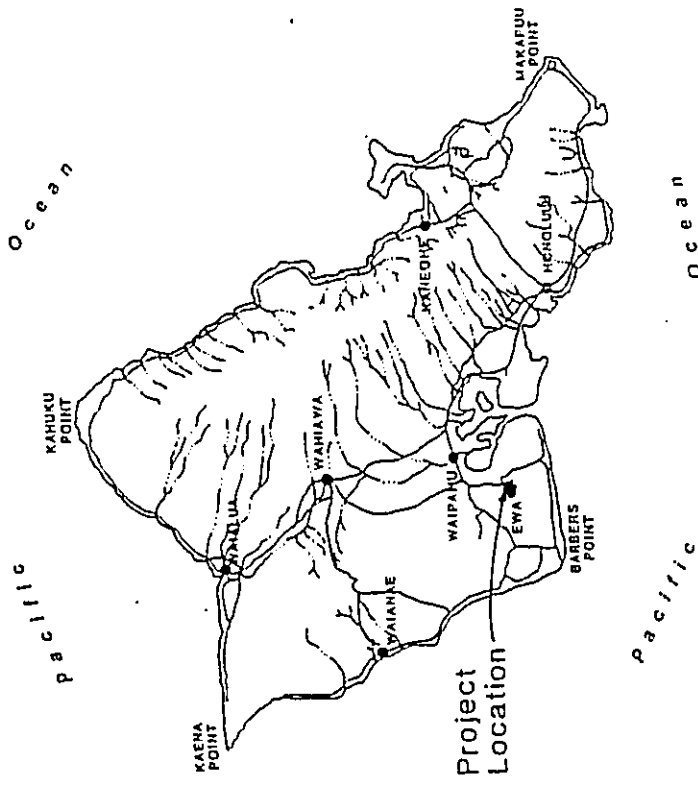 Pacific
Ocean
KAHUKU
POINT
KAENA
POINT
WAIALUA
WAHIAWA
WAIANAE
KANEOHE
WAIPAHU
HONOLULU
MAKAPUU
POINT
EWA
BARBERS
POINT
Project
Location
Pacific
Ocean